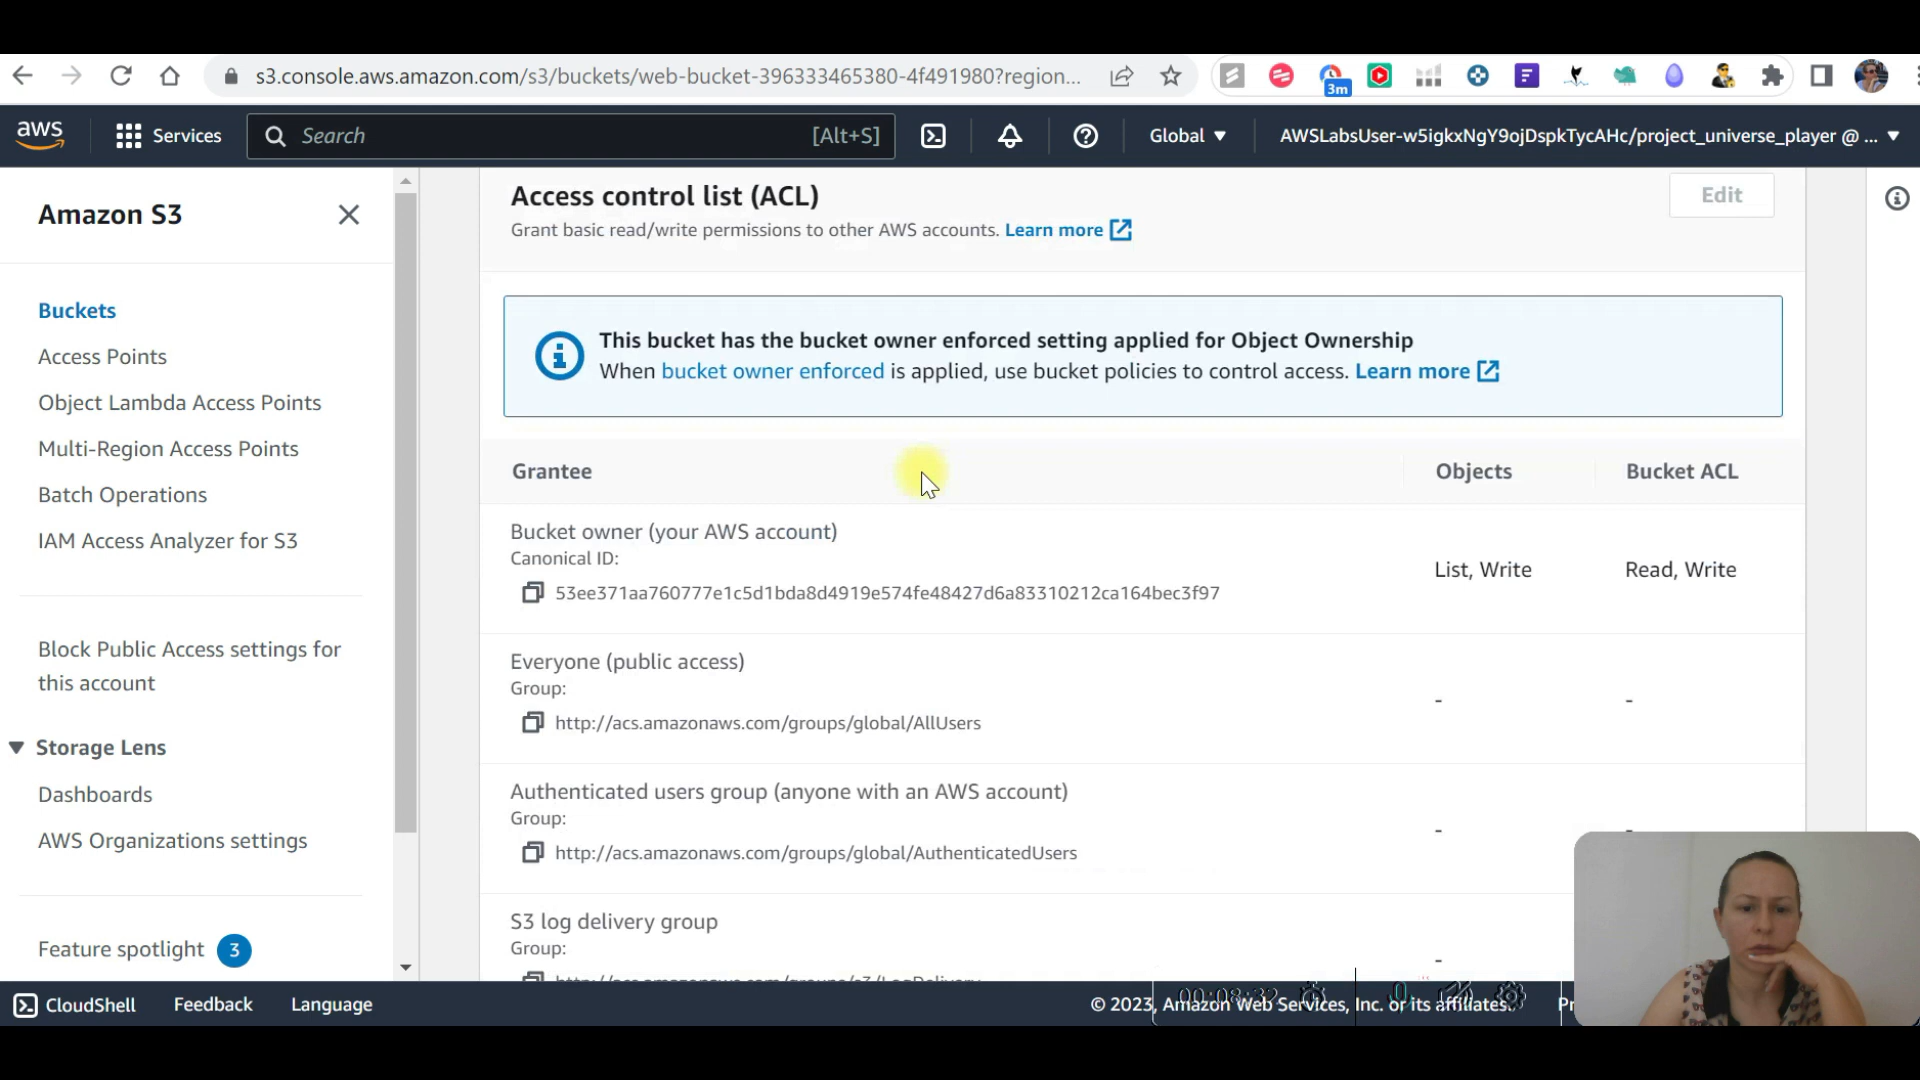 s3.console.aws.amazon.com/s3/buckets/web-bucket-396333465380-4f491980?region...
3m
aws
Services
Search
[Alt+S]
Global
AWSLabsUser-w5igkxNgY9ojDspkTycAHc/project_universe_player @ ...
Amazon S3
Buckets
Access Points
Object Lambda Access Points
Multi-Region Access Points
Batch Operations
IAM Access Analyzer for S3
Block Public Access settings for
this account
Storage Lens
Dashboards
AWS Organizations settings
Feature spotlight 3
Access control list (ACL)
Edit
Grant basic read/write permissions to other AWS accounts. Learn more
This bucket has the bucket owner enforced setting applied for Object Ownership
When bucket owner enforced is applied, use bucket policies to control access. Learn more
Grantee
Objects
Bucket ACL
Bucket owner (your AWS account)
Canonical ID:
53ee371aa760777e1c5d1bda8d4919e574fe48427d6a83310212ca164bec3f97
List, Write
Read, Write
Everyone (public access)
Group:
http://acs.amazonaws.com/groups/global/AllUsers
-
-
Authenticated users group (anyone with an AWS account)
Group:
http://acs.amazonaws.com/groups/global/AuthenticatedUsers
-
-
S3 log delivery group
Group:
http://acs.amazonaws.com/groups/s3/LogDelivery
-
CloudShell
Feedback
Language
© 2023, Amazon Web Services, Inc. or its affiliates.